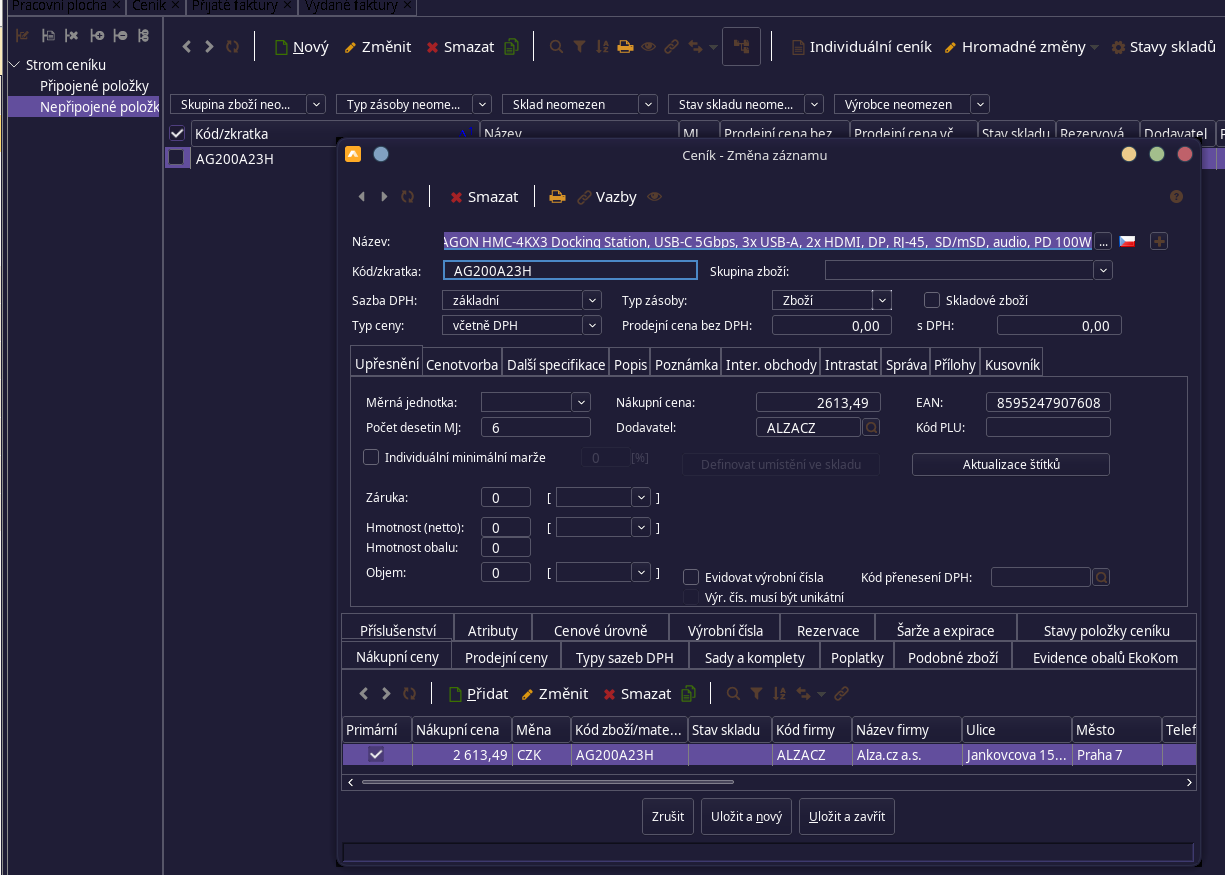 Pracovní plocha × Ceník × Přijaté faktury × Vydané faktury ×
Nový Změnit Smazat Individuální ceník Hromadné změny Stavy skladů
Strom ceníku
Připojené položky
Nepřipojené položk
Skupina zboží neo... Typ zásoby neome... Sklad neomezen Stav skladu neome... Výrobce neomezen
Kód/zkratka 1 Název MJ Prodejní cena bez Prodejní cena vč Stav skladu Rezervová Dodavatel
AG200A23H
Ceník - Změna záznamu
Smazat Vazby
Název: AGON HMC-4KX3 Docking Station, USB-C 5Gbps, 3x USB-A, 2x HDMI, DP, RJ-45, SD/mSD, audio, PD 100W ...
Kód/zkratka: AG200A23H Skupina zboží:
Sazba DPH: základní Typ zásoby: Zboží Skladové zboží
Typ ceny: včetně DPH Prodejní cena bez DPH: 0,00 s DPH: 0,00
Upřesnění Cenotvorba Další specifikace Popis Poznámka Inter. obchody Intrastat Správa Přílohy Kusovník
Měrná jednotka: Nákupní cena: 2613,49 EAN: 8595247907608
Počet desetin MJ: 6 Dodavatel: ALZACZ Kód PLU:
Individuální minimální marže 0 [%] Definovat umístění ve skladu Aktualizace štítků
Záruka: 0 [ ]
Hmotnost (netto): 0 [ ]
Hmotnost obalu: 0
Objem: 0 [ ] Evidovat výrobní čísla Kód přenesení DPH:
Výr. čís. musí být unikátní
Příslušenství Atributy Cenové úrovně Výrobní čísla Rezervace Šarže a expirace Stavy položky ceníku
Nákupní ceny Prodejní ceny Typy sazeb DPH Sady a komplety Poplatky Podobné zboží Evidence obalů EkoKom
Přidat Změnit Smazat
Primární Nákupní cena Měna Kód zboží/mate... Stav skladu Kód firmy Název firmy Ulice Město Telef
2 613,49 CZK AG200A23H ALZACZ Alza.cz a.s. Jankovcova 15... Praha 7
Zrušit Uložit a nový Uložit a zavřít